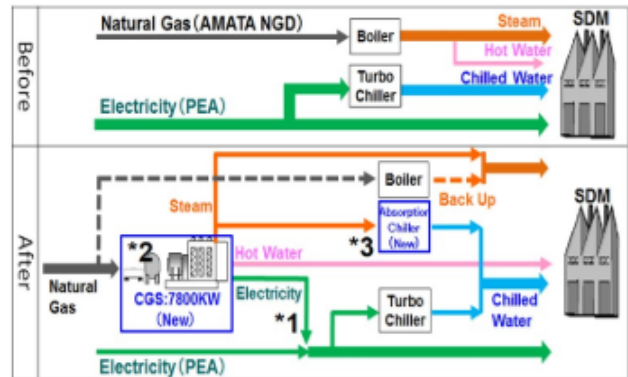 Before
Natural Gas(AMATA NGD)
Boiler
Steam
Hot Water
SDM
Turbo
Chiller
Chilled Water
Electricity(PEA)
After
Boiler
Back Up
Steam
SDM
Absorption
Chiller
(New)
*3
*2
Hot Water
Natural
Gas
CGS:7800KW
(New)
Electricity
*1
Turbo
Chiller
Chilled
Water
Electricity(PEA)